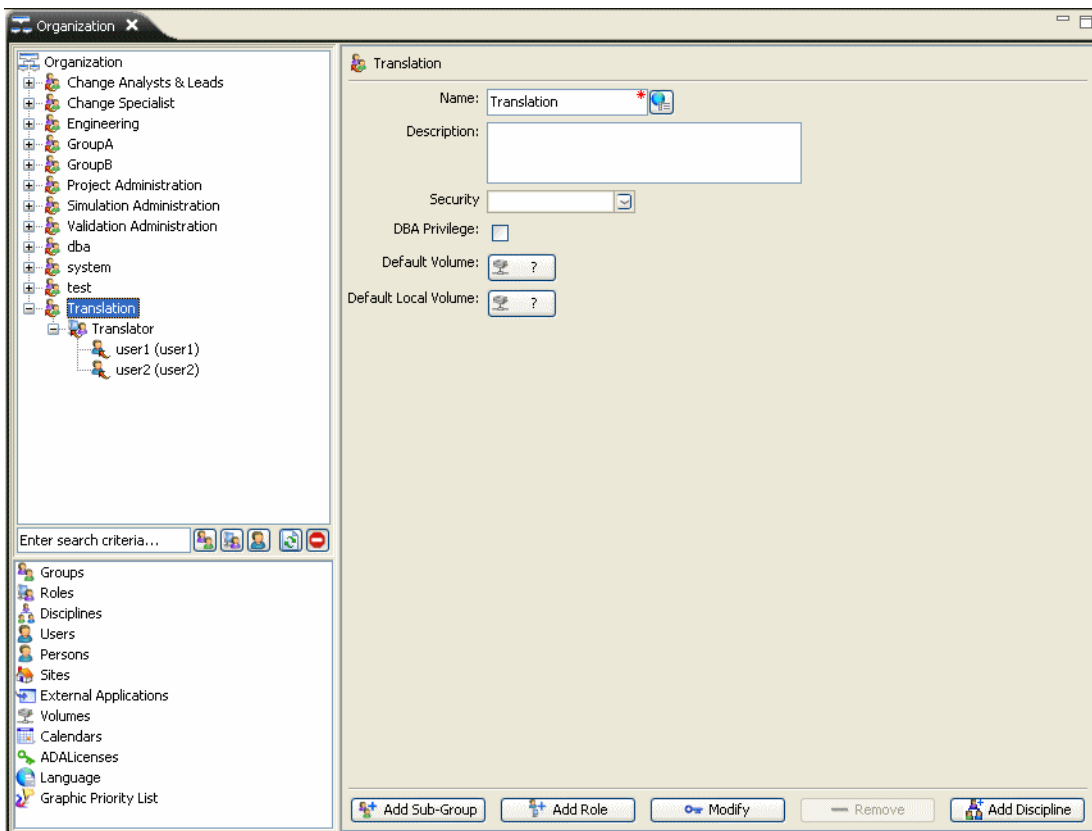 Organization
Organization
Change Analysts & Leads
Change Specialist
Engineering
GroupA
GroupB
Project Administration
Simulation Administration
Validation Administration
dba
system
test
Translation
Translator
user1 (user1)
user2 (user2)
Enter search criteria...
Groups
Roles
Disciplines
Users
Persons
Sites
External Applications
Volumes
Calendars
ADALicenses
Language
Graphic Priority List
Translation
Name: Translation *
Description:
Security
DBA Privilege:
Default Volume: ?
Default Local Volume: ?
Add Sub-Group Add Role Modify Remove Add Discipline